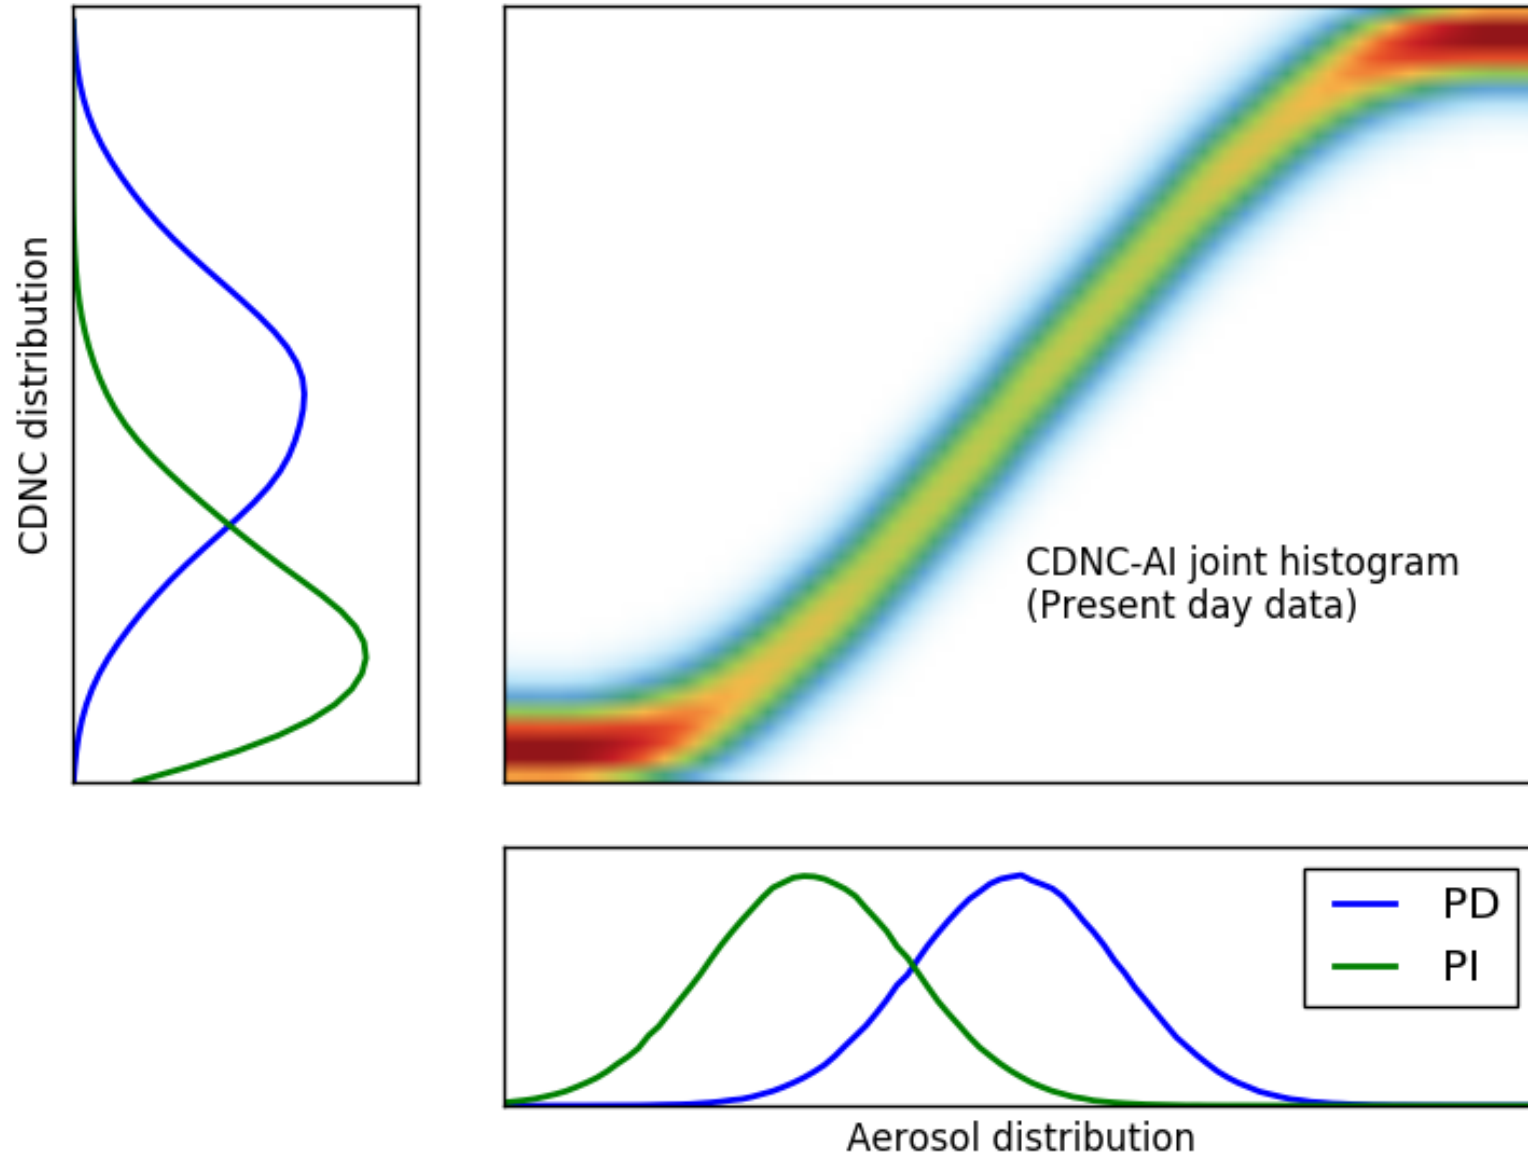 CDNC distribution
CDNC-AI joint histogram
(Present day data)
PD
PI
Aerosol distribution